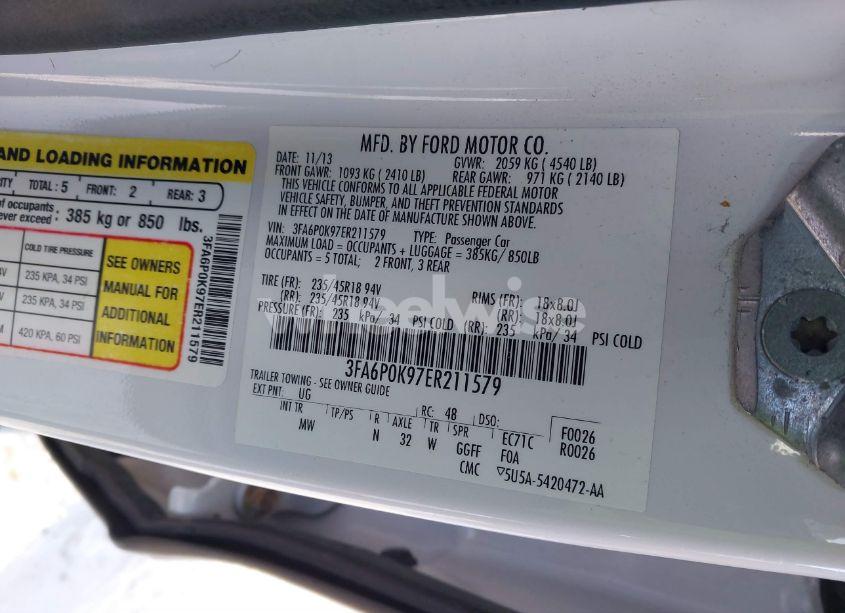 AND LOADING INFORMATION
TOTAL: 5 FRONT: 2 REAR: 3
of occupants
ever exceed : 385 kg or 850 lbs.
COLD TIRE PRESSURE
235 KPA, 34 PSI
235 KPA, 34 PSI
420 KPA, 60 PSI
SEE OWNERS
MANUAL FOR
ADDITIONAL
INFORMATION
3FA6P0K97ER211579
MFD. BY FORD MOTOR CO.
DATE: 11/13 GVWR: 2059 KG ( 4540 LB)
FRONT GAWR: 1093 KG ( 2410 LB) REAR GAWR: 971 KG ( 2140 LB)
THIS VEHICLE CONFORMS TO ALL APPLICABLE FEDERAL MOTOR
VEHICLE SAFETY, BUMPER, AND THEFT PREVENTION STANDARDS
IN EFFECT ON THE DATE OF MANUFACTURE SHOWN ABOVE.
VIN: 3FA6P0K97ER211579 TYPE: Passenger Car
MAXIMUM LOAD = OCCUPANTS + LUGGAGE = 385KG/ 850LB
OCCUPANTS = 5 TOTAL; 2 FRONT, 3 REAR
TIRE (FR): 235/45R18 94V RIMS (FR): 18x8.0J
(RR): 235/45R18 94V (RR): 18x8.0J
PRESSURE (FR): 235 kPa/ 34 PSI COLD (RR): 235 kPa/ 34 PSI COLD
3FA6P0K97ER211579
TRAILER TOWING - SEE OWNER GUIDE
EXT PNT: UG RC: 48 DSO: F0026
INT TR TP/PS R AXLE TR SPR EC71C R0026
MW N 32 W GGFF F0A
CMC ▽5U5A-5420472-AA
wheelwise